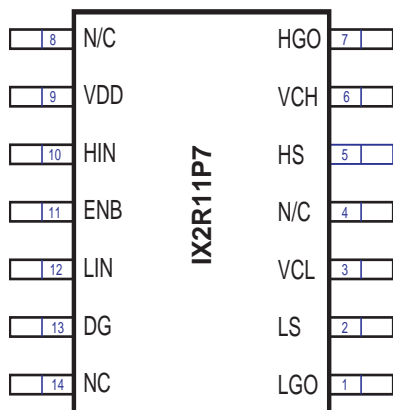 8 N/C HGO 7
9 VDD VCH 6
10 HIN HS 5
11 ENB N/C 4
12 LIN VCL 3
13 DG LS 2
14 NC LGO 1
IX2R11P7